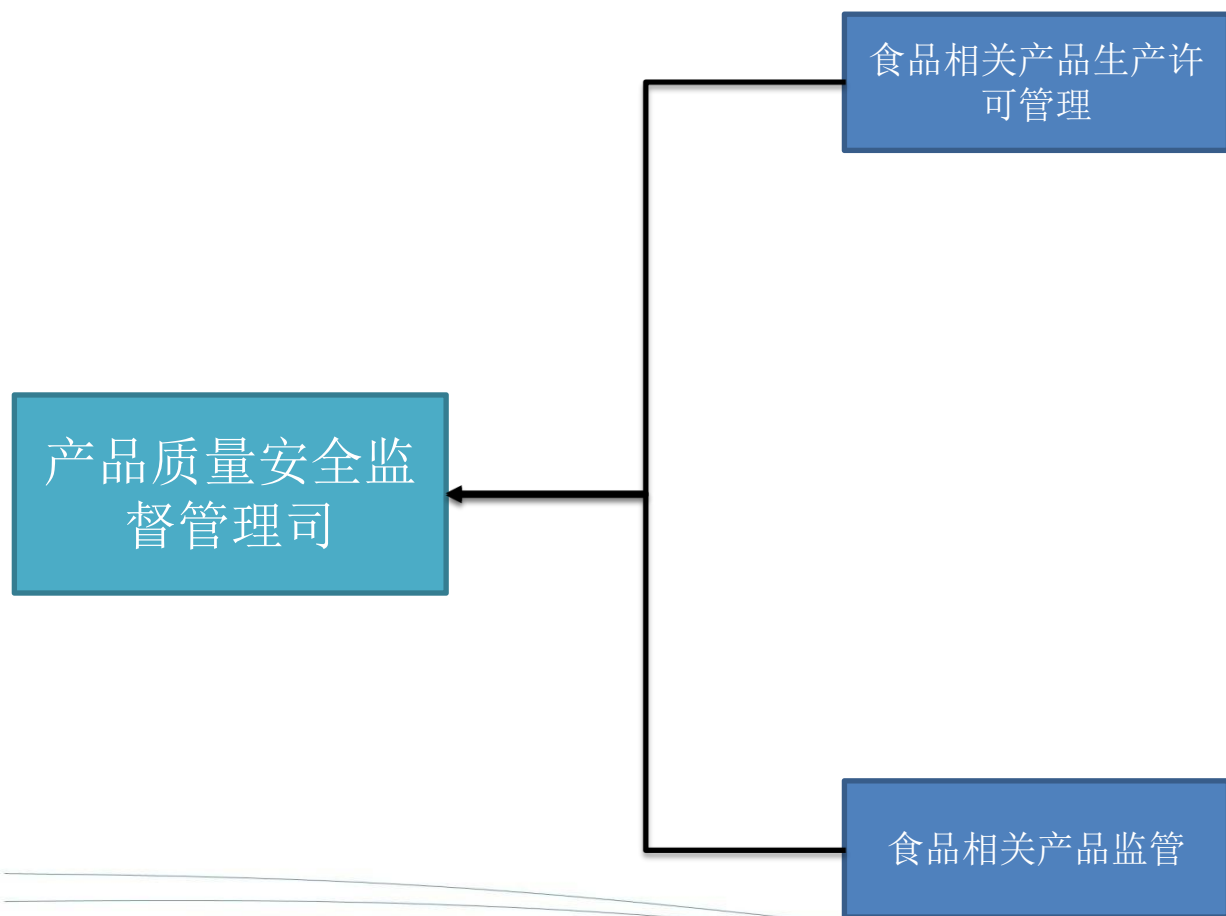 食品相关产品生产许
可管理
产品质量安全监
督管理司
食品相关产品监管